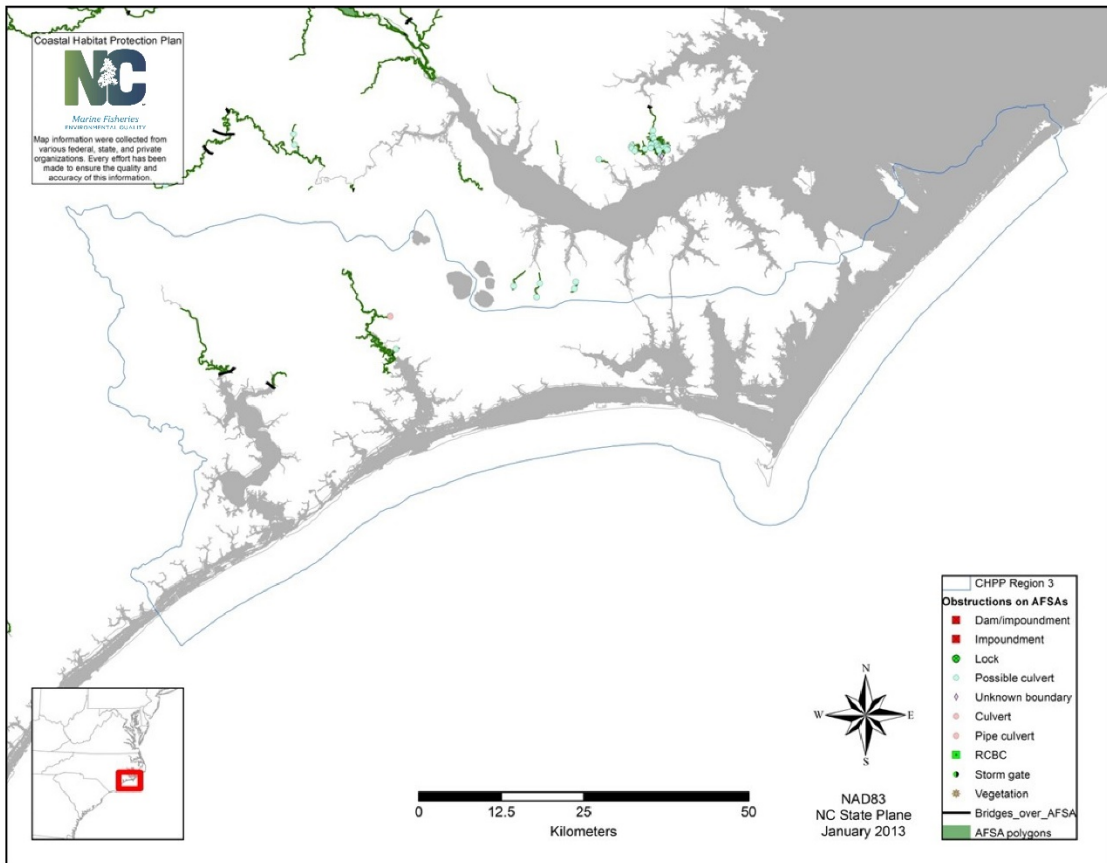 Coastal Habitat Protection Plan
NC
Marine Fisheries
ENVIRONMENTAL QUALITY
Map information were collected from
various federal, state, and private
organizations. Every effort has been
made to ensure the quality and
accuracy of this information.
CHPP Region 3
Obstructions on AFSAs
Dam/impoundment
Impoundment
Lock
Possible culvert
Unknown boundary
Culvert
Pipe culvert
RCBC
Storm gate
Vegetation
Bridges_over_AFSA
AFSA polygons
N
W E
S
0 12.5 25 50
Kilometers
NAD83
NC State Plane
January 2013